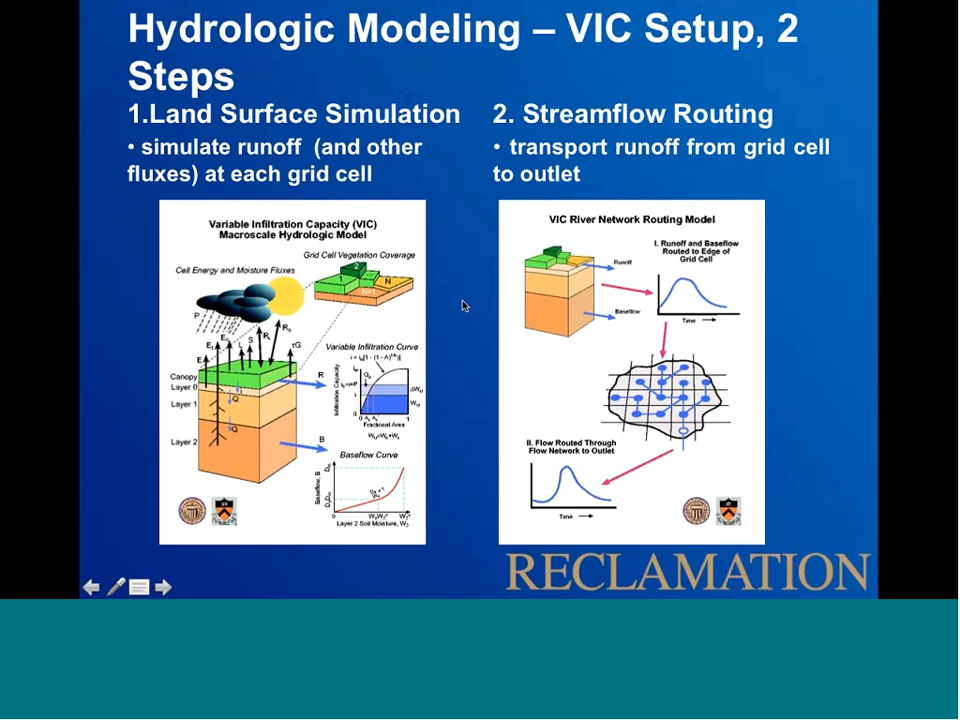 Hydrologic Modeling – VIC Setup, 2
Steps
1.Land Surface Simulation
• simulate runoff (and other
fluxes) at each grid cell
2. Streamflow Routing
• transport runoff from grid cell
to outlet
Variable Infiltration Capacity (VIC)
Macroscale Hydrologic Model
Grid Cell Vegetation Coverage
Cell Energy and Moisture Fluxes
1
2
N
N+1
P
L
S
τG
Canopy
Layer 0
Layer 1
Layer 2
Q
Q
R
B
Variable Infiltration Curve
Infiltration Capacity
Fractional Area
Baseflow Curve
Baseflow, B
Layer 2 Soil Moisture, W₂
VIC River Network Routing Model
I. Runoff and Baseflow
Routed to Edge of
Grid Cell
Runoff
Baseflow
Time
II. Flow Routed Through
Flow Network to Outlet
Time
RECLAMATION